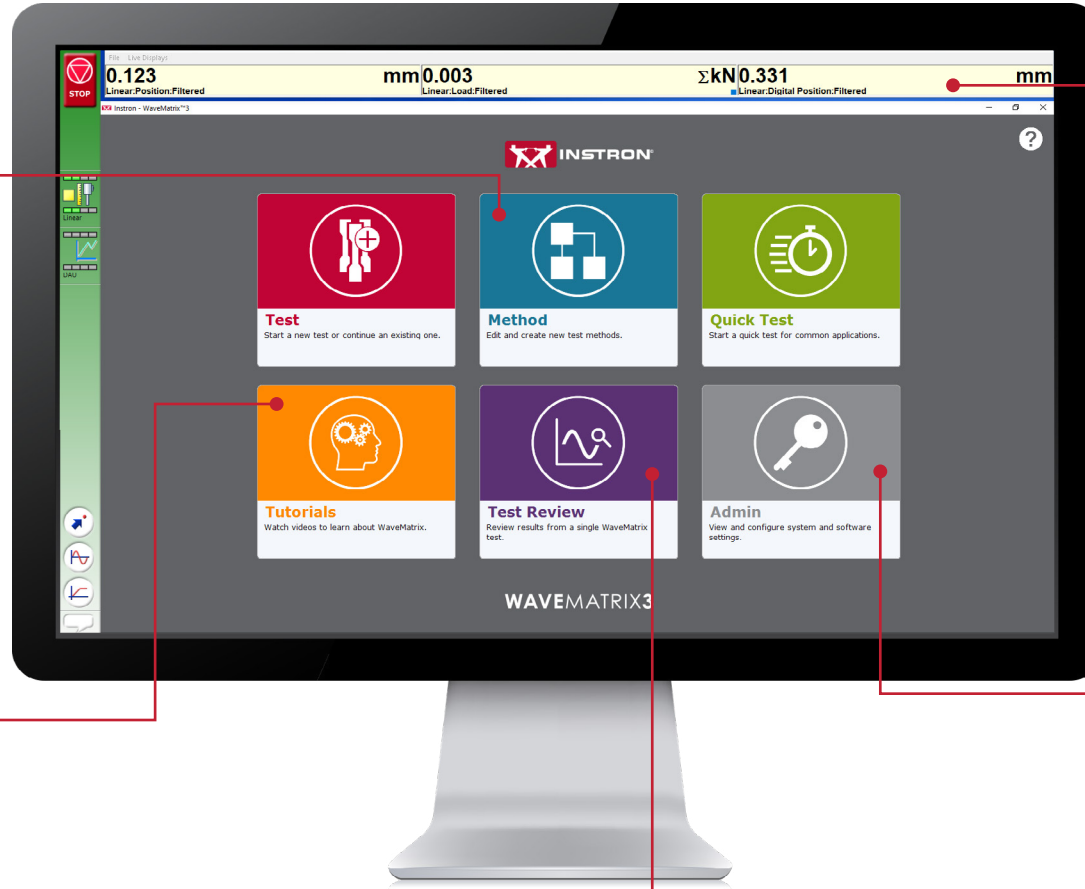 File Live Displays
STOP
0.123 mm
Linear:Position:Filtered
0.003 ΣkN
Linear:Load:Filtered
0.331 mm
Linear:Digital Position:Filtered
Instron - WaveMatrix™3
?
INSTRON®
Linear
DAU
Test
Start a new test or continue an existing one.
Method
Edit and create new test methods.
Quick Test
Start a quick test for common applications.
Tutorials
Watch videos to learn about WaveMatrix.
Test Review
Review results from a single WaveMatrix
test.
Admin
View and configure system and software
settings.
WAVEMATRIX3